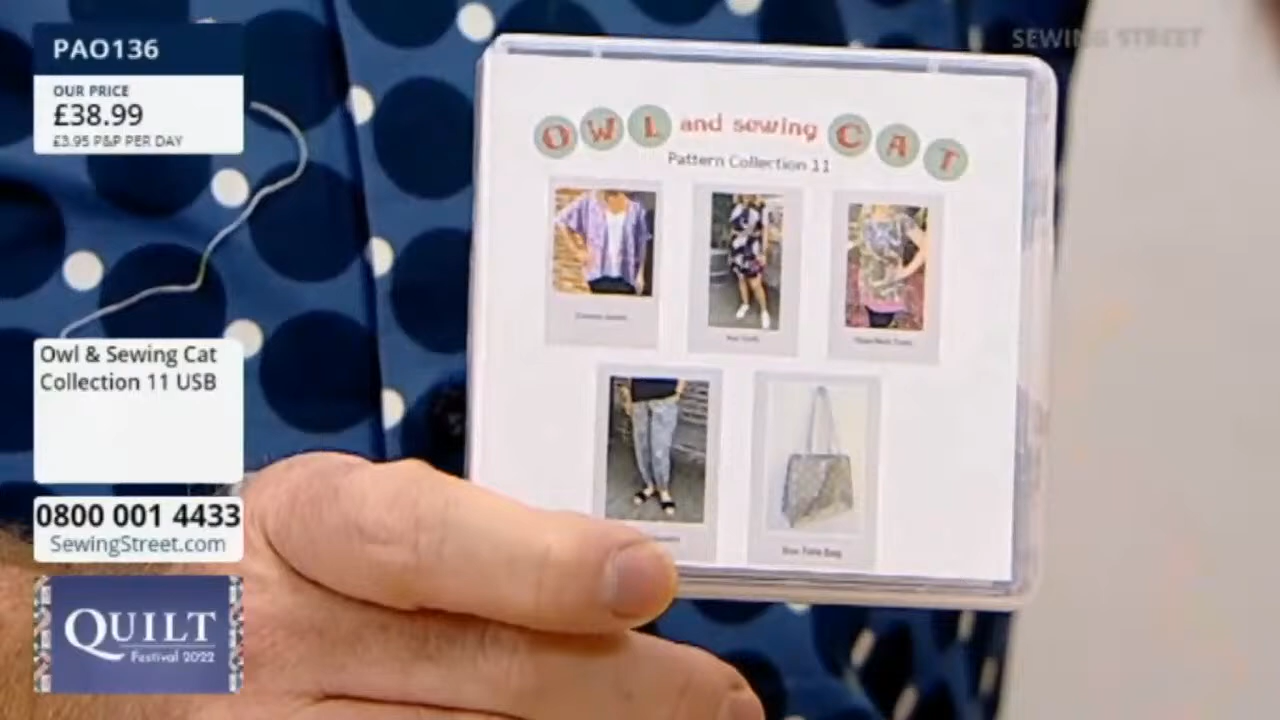 PAO136
OUR PRICE
£38.99
£3.95 P&P PER DAY
SEWING STREET
OWL and sewing CAT
Pattern Collection 11
Box Tote Bag
Owl & Sewing Cat
Collection 11 USB
0800 001 4433
SewingStreet.com
QUILT
Festival 2022